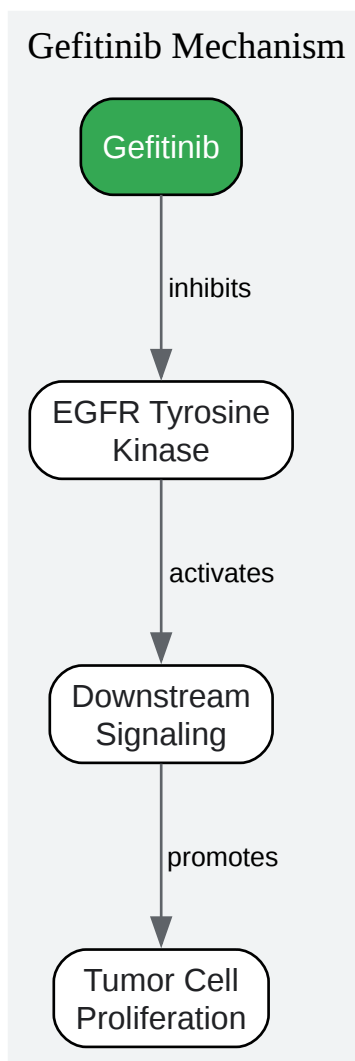 Gefitinib Mechanism
Gefitinib
inhibits
EGFR Tyrosine
Kinase
activates
Downstream
Signaling
promotes
Tumor Cell
Proliferation